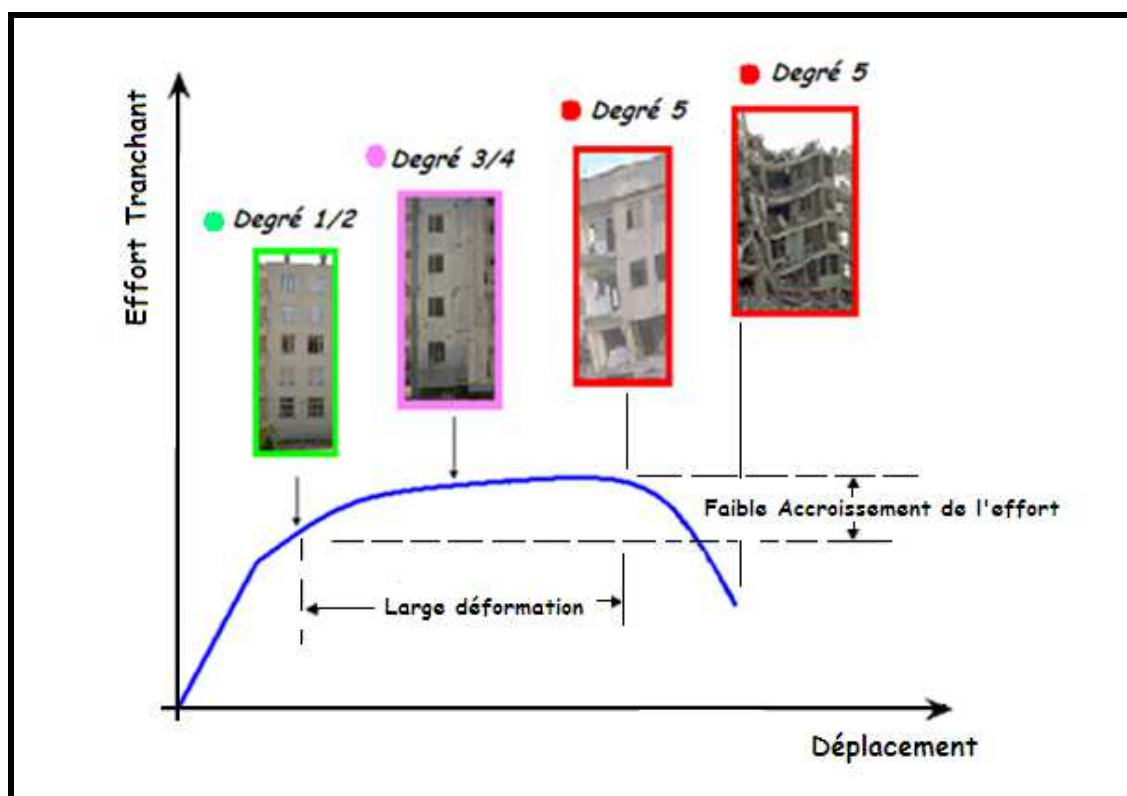 Degré 5
Degré 5
Degré 3/4
Degré 1/2
Effort Tranchant
Faible Accroissement de l'effort
Large déformation
Déplacement